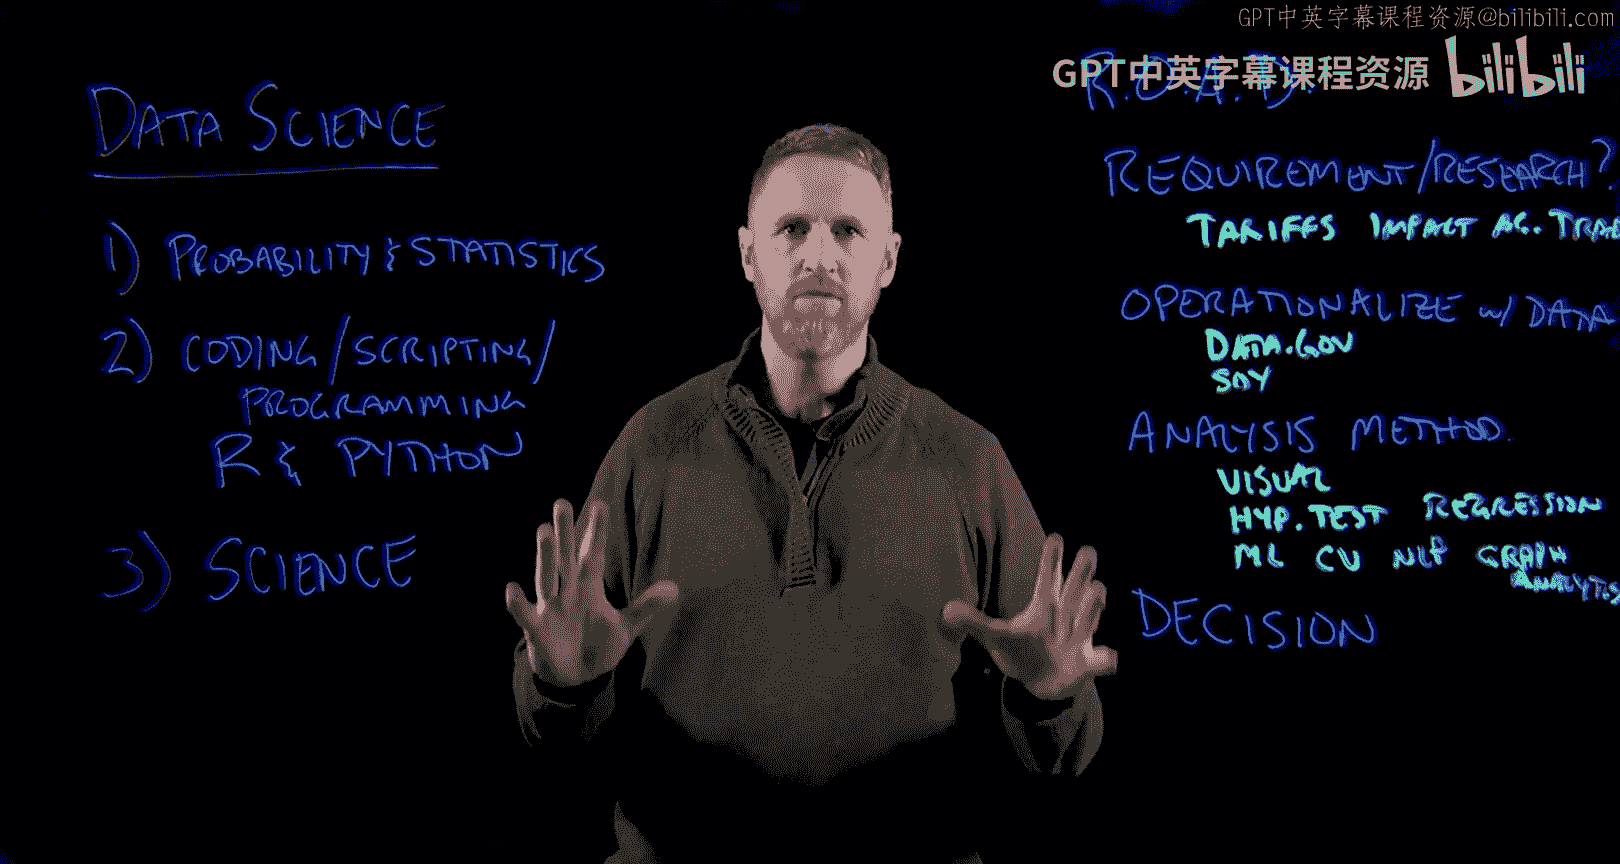 GPT中英字幕课程资源@bilibili.com
GPT中英字幕课程资源 bilibili
DATA SCIENCE
1) PROBABILITY & STATISTICS
2) CODING/SCRIPTING/
PROGRAMMING
R & PYTHON
3) SCIENCE
R.O.A.D.
REQUIREMENT/RESEARCH?
TARIFFS IMPACT AG.
OPERATIONALIZE w/ DATA
DATA.GOV
SOY
ANALYSIS METHOD.
VISUAL
HYP. TEST REGRESSION
ML CV NLP GRAPH
ANALYTICS
DECISION